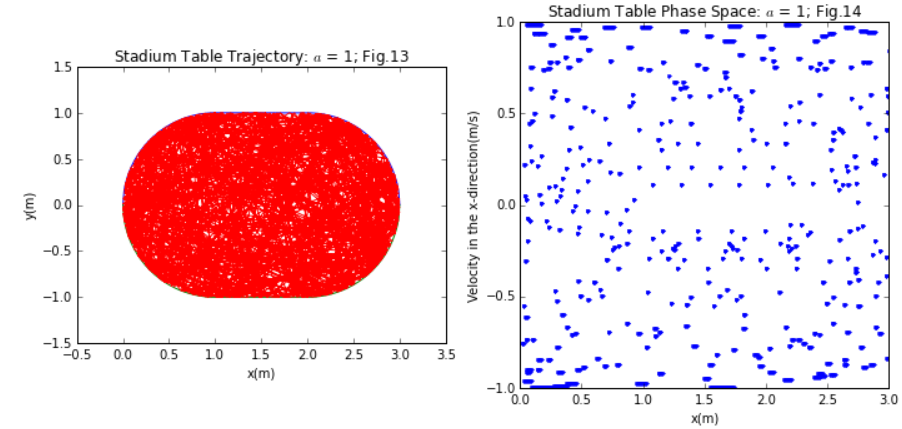 Stadium Table Trajectory: a = 1; Fig.13
1.5
1.0
0.5
0.0
−0.5
−1.0
−1.5
y(m)
−0.5 0.0 0.5 1.0 1.5 2.0 2.5 3.0 3.5
x(m)
Stadium Table Phase Space: a = 1; Fig.14
1.0
0.5
0.0
−0.5
−1.0
Velocity in the x-direction(m/s)
0.0 0.5 1.0 1.5 2.0 2.5 3.0
x(m)